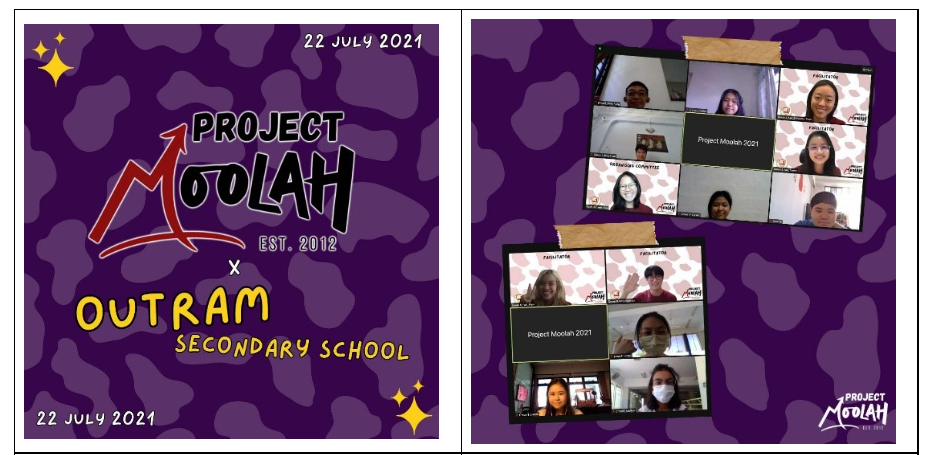 22 JULY 2021
PROJECT
MOOLAH
EST. 2012
X
OUTRAM
SECONDARY SCHOOL
22 JULY 2021
FACILITATOR
Project Moolah 2021
FACILITATOR
ORGANISING COMMITTEE
FACILITATOR
FACILITATOR
Project Moolah 2021
PROJECT
MOOLAH
EST. 2012